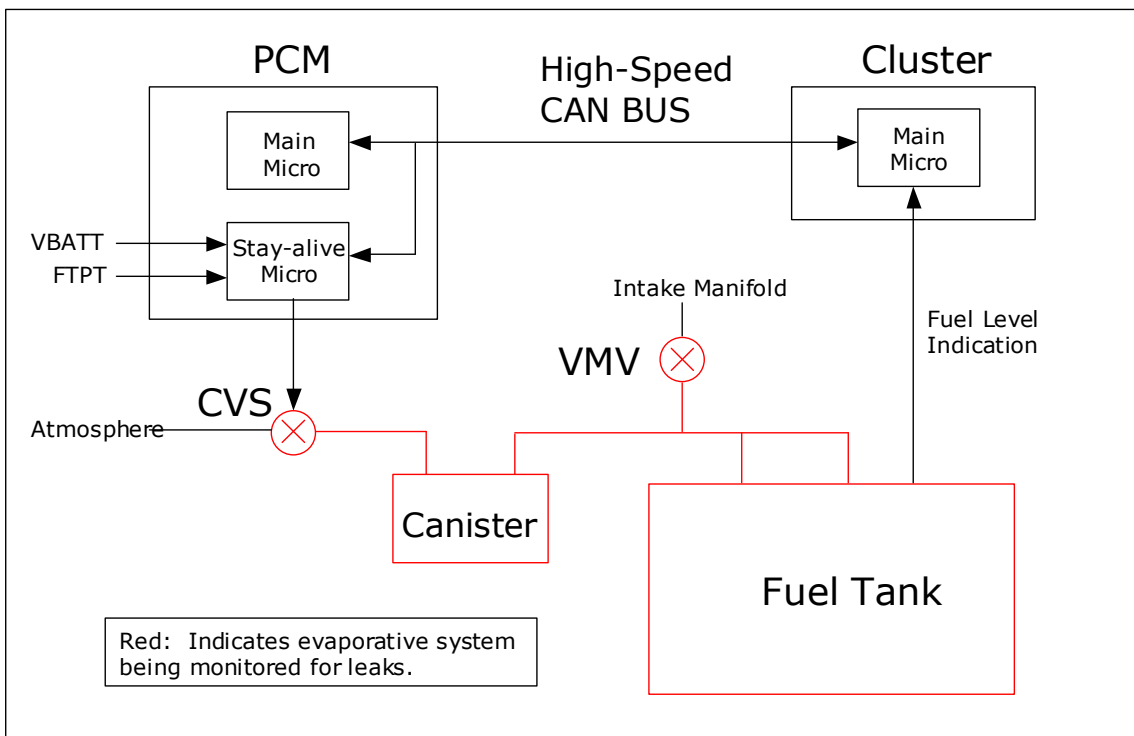 PCM
High-Speed
CAN BUS
Cluster
Main
Micro
Main
Micro
VBATT
FTPT
Stay-alive
Micro
Intake Manifold
Fuel Level
Indication
VMV
CVS
Atmosphere
Canister
Fuel Tank
Red:  Indicates evaporative system
being monitored for leaks.